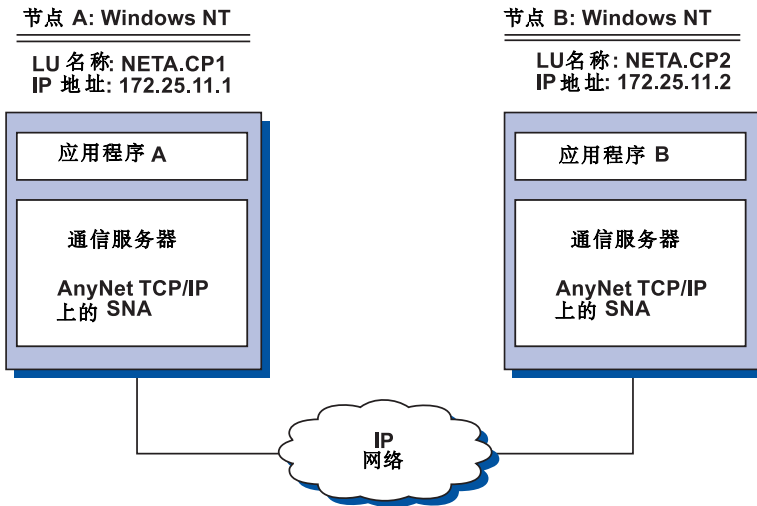 节点 A: Windows NT
LU 名称: NETA.CP1
IP 地址: 172.25.11.1
应用程序 A
通信服务器
AnyNet TCP/IP
上的 SNA
节点 B: Windows NT
LU名称: NETA.CP2
IP地址: 172.25.11.2
应用程序 B
通信服务器
AnyNet TCP/IP
上的 SNA
IP
网络